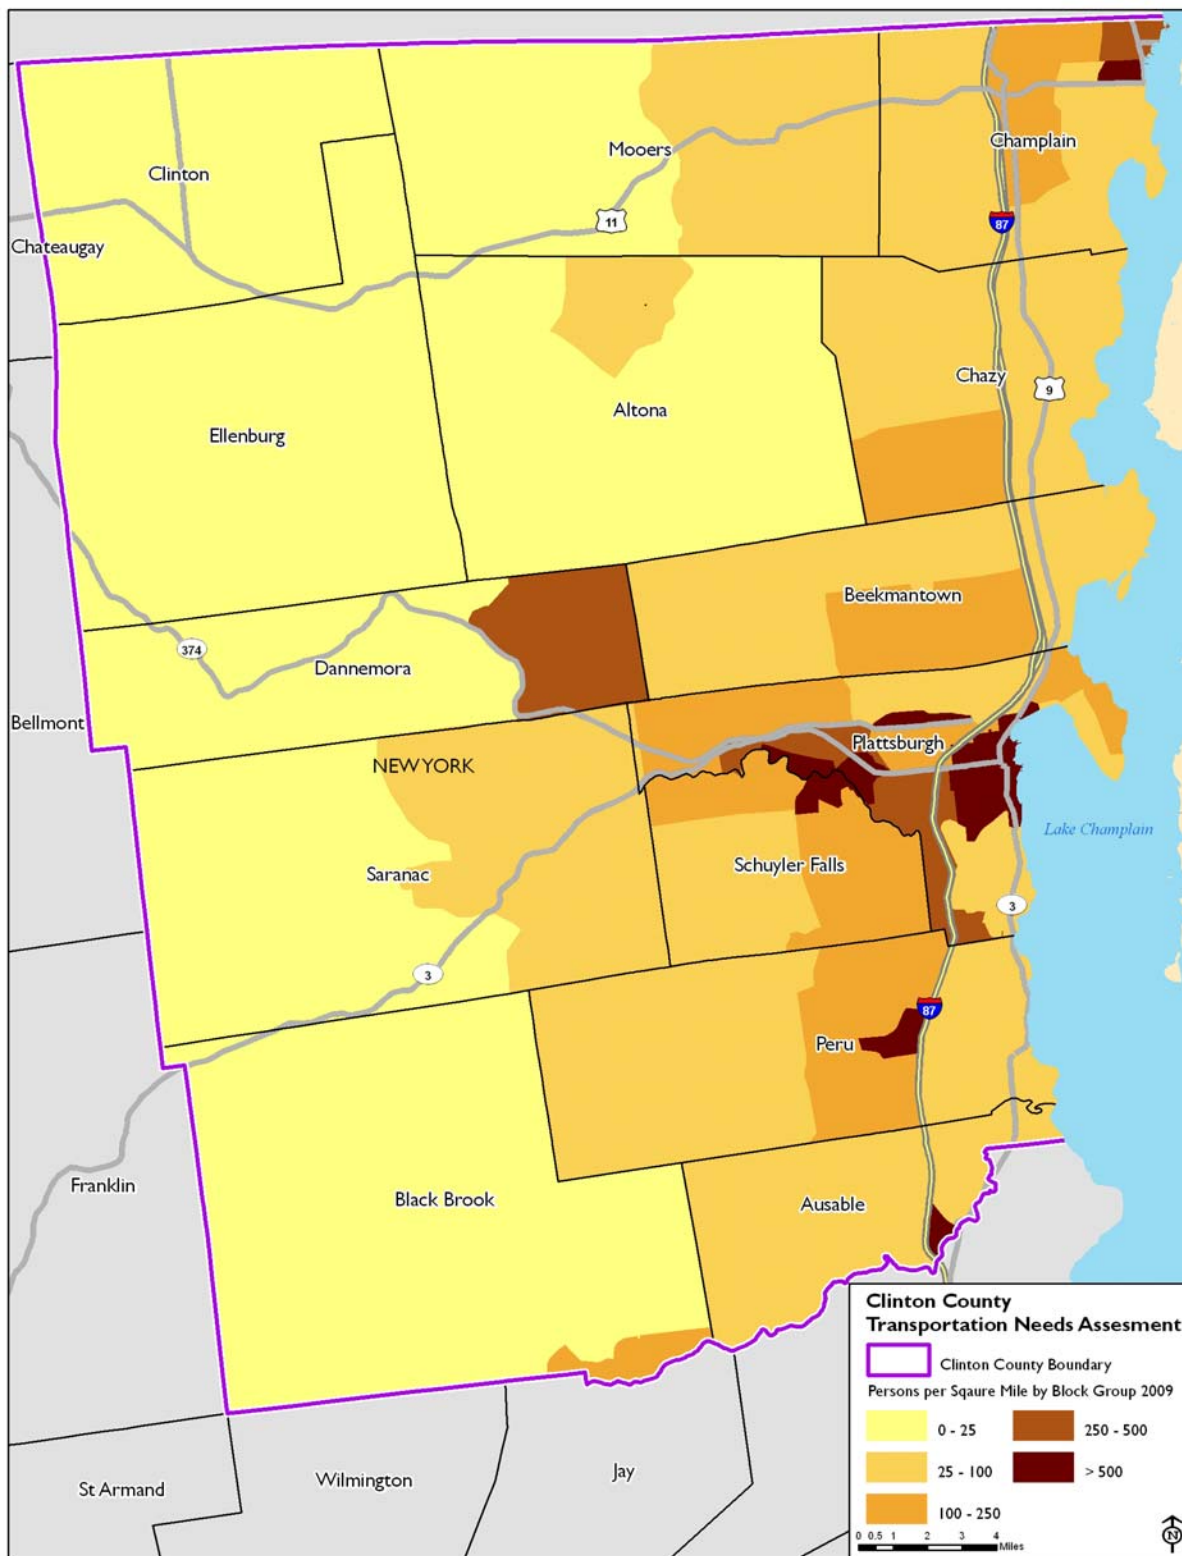 Clinton
Mooers
Champlain
11
87
Chateaugay
Chazy
9
Altona
Ellenburg
Beekmantown
374
Dannemora
Bellmont
Plattsburgh
NEW YORK
Lake Champlain
Schuyler Falls
Saranac
3
3
87
Peru
Franklin
Black Brook
Ausable
St Armand
Wilmington
Jay
Clinton County
Transportation Needs Assesment
Clinton County Boundary
Persons per Sqaure Mile by Block Group 2009
0 - 25
250 - 500
25 - 100
> 500
100 - 250
0 0.5 1 2 3 4
Miles
N